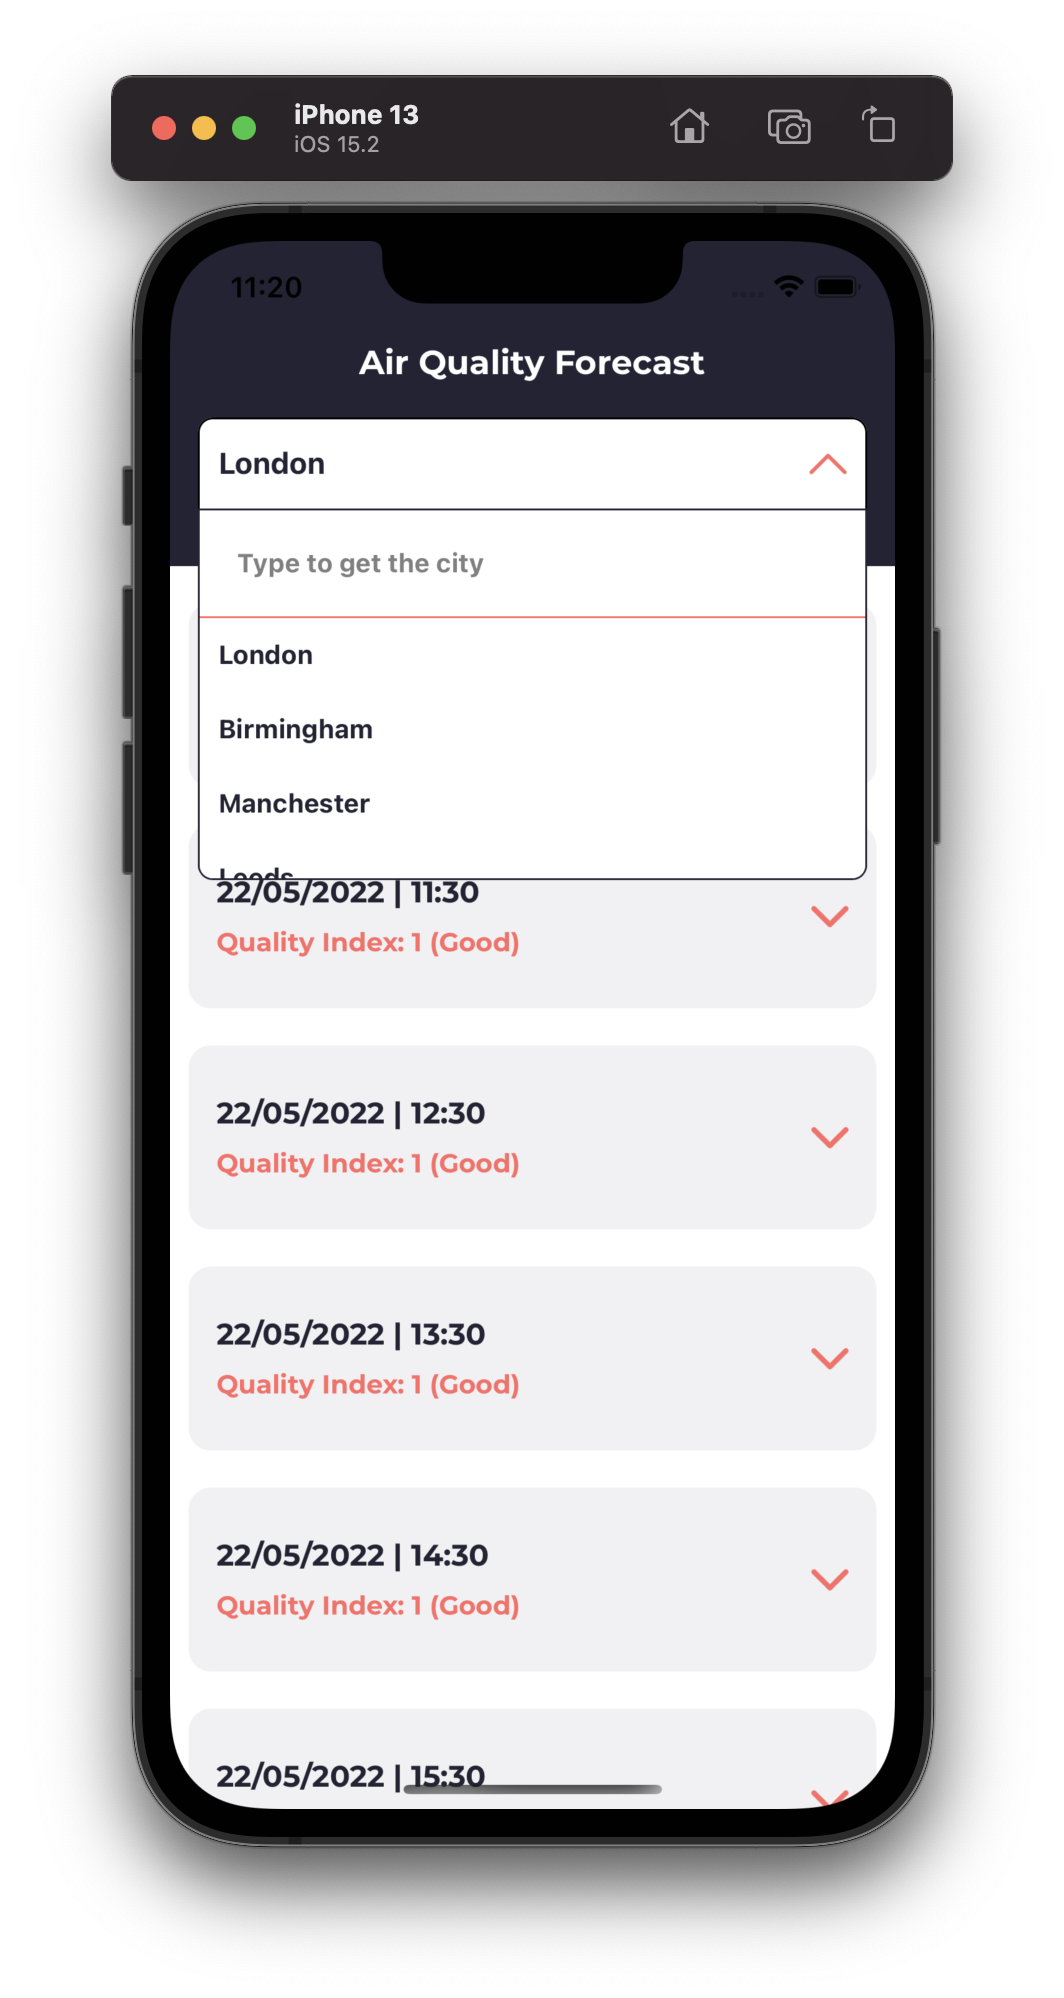 iPhone 13
iOS 15.2
11:20
Air Quality Forecast
London
Type to get the city
London
Birmingham
Manchester
Leeds
22/05/2022 | 11:30
Quality Index: 1 (Good)
22/05/2022 | 12:30
Quality Index: 1 (Good)
22/05/2022 | 13:30
Quality Index: 1 (Good)
22/05/2022 | 14:30
Quality Index: 1 (Good)
22/05/2022 | 15:30